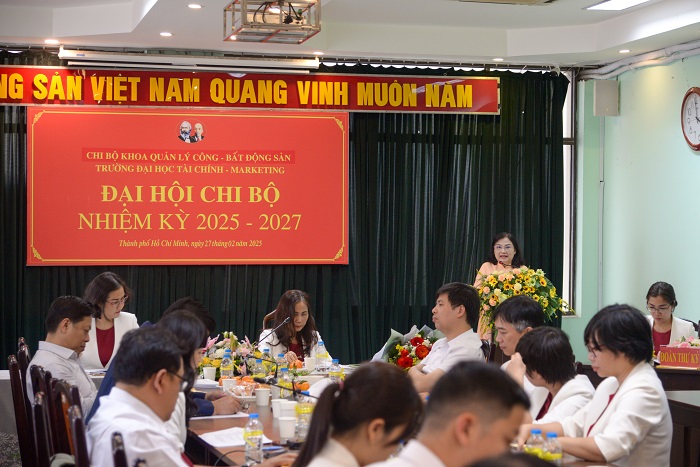 NG SẢN VIỆT NAM QUANG VINH MUÔN NĂM
CHI BỘ KHOA QUẢN LÝ CÔNG - BẤT ĐỘNG SẢN
TRƯỜNG ĐẠI HỌC TÀI CHÍNH - MARKETING
ĐẠI HỘI CHI BỘ
NHIỆM KỲ 2025 - 2027
Thành phố Hồ Chí Minh, ngày 27 tháng 02 năm 2025
ĐOÀN THƯ KÝ